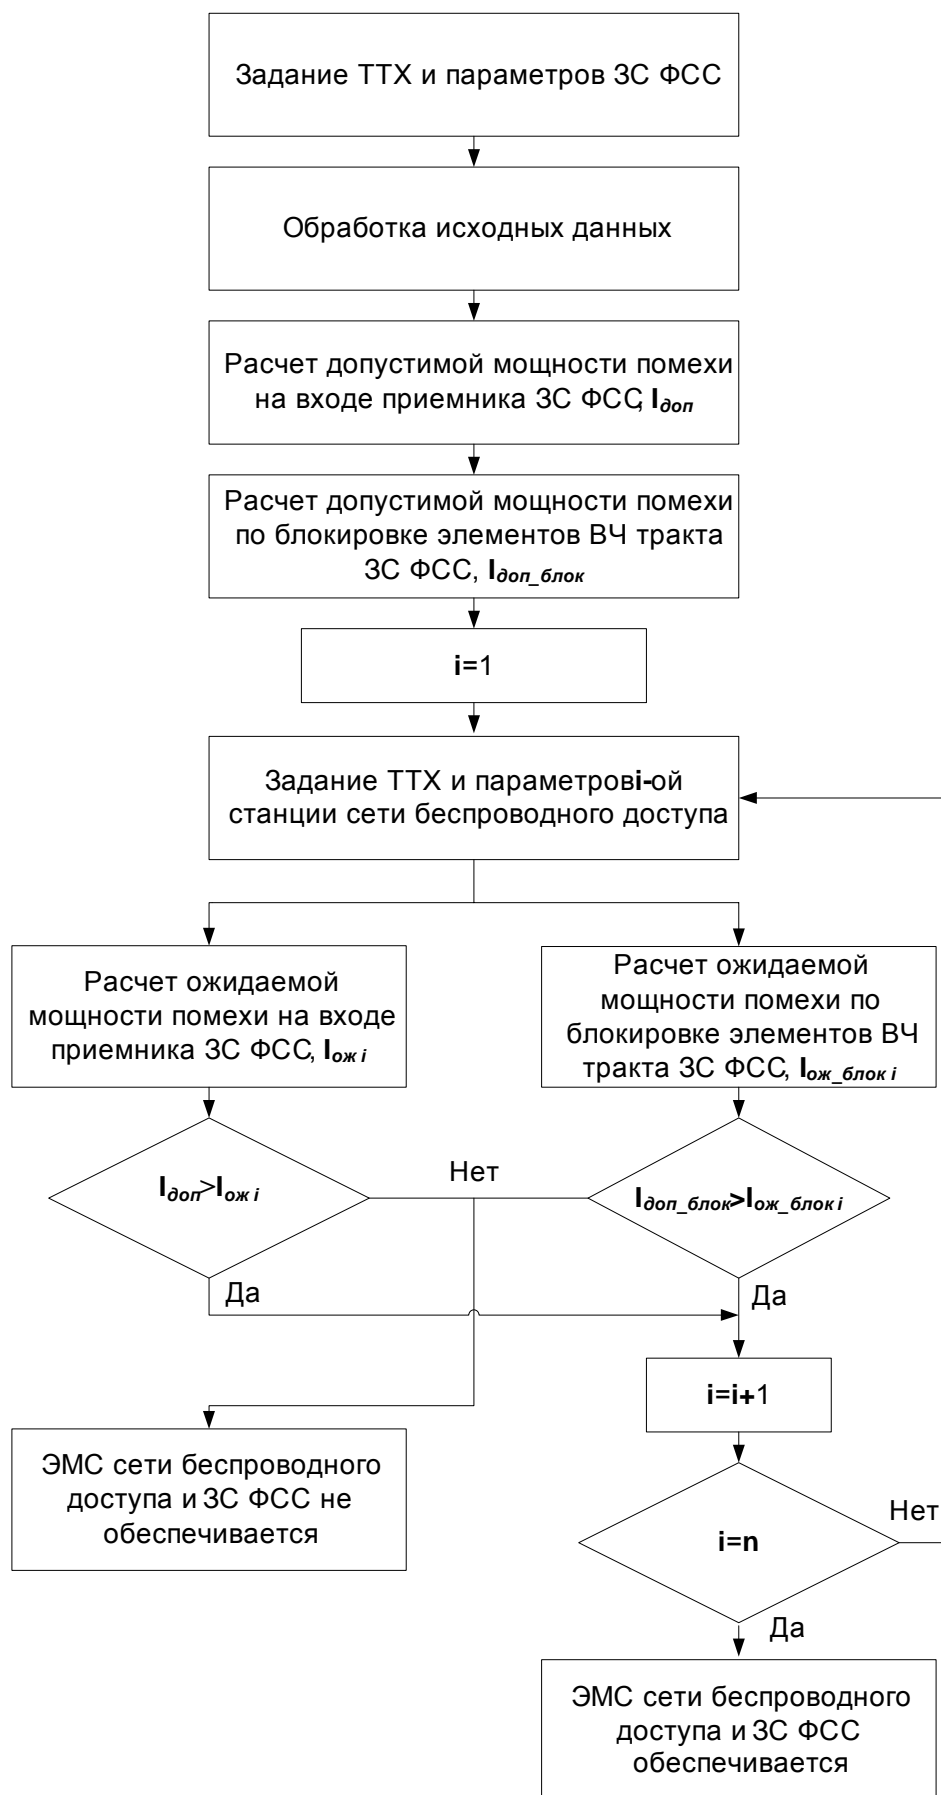 Задание ТТХ и параметров ЗС ФСС
Обработка исходных данных
Расчет допустимой мощности помехи
на входе приемника ЗС ФСС, Iдоп
Расчет допустимой мощности помехи
по блокировке элементов ВЧ тракта
ЗС ФСС, Iдоп_блок
i=1
Задание ТТХ и параметров i-ой
станции сети беспроводного доступа
Расчет ожидаемой
мощности помехи на входе
приемника ЗС ФСС, Iож i
Расчет ожидаемой
мощности помехи по
блокировке элементов ВЧ
тракта ЗС ФСС, Iож_блок i
Iдоп>Iож i
Нет
Iдоп_блок>Iож_блок i
Да
Да
i=i+1
ЭМС сети беспроводного
доступа и ЗС ФСС не
обеспечивается
i=n
Нет
Да
ЭМС сети беспроводного
доступа и ЗС ФСС
обеспечивается